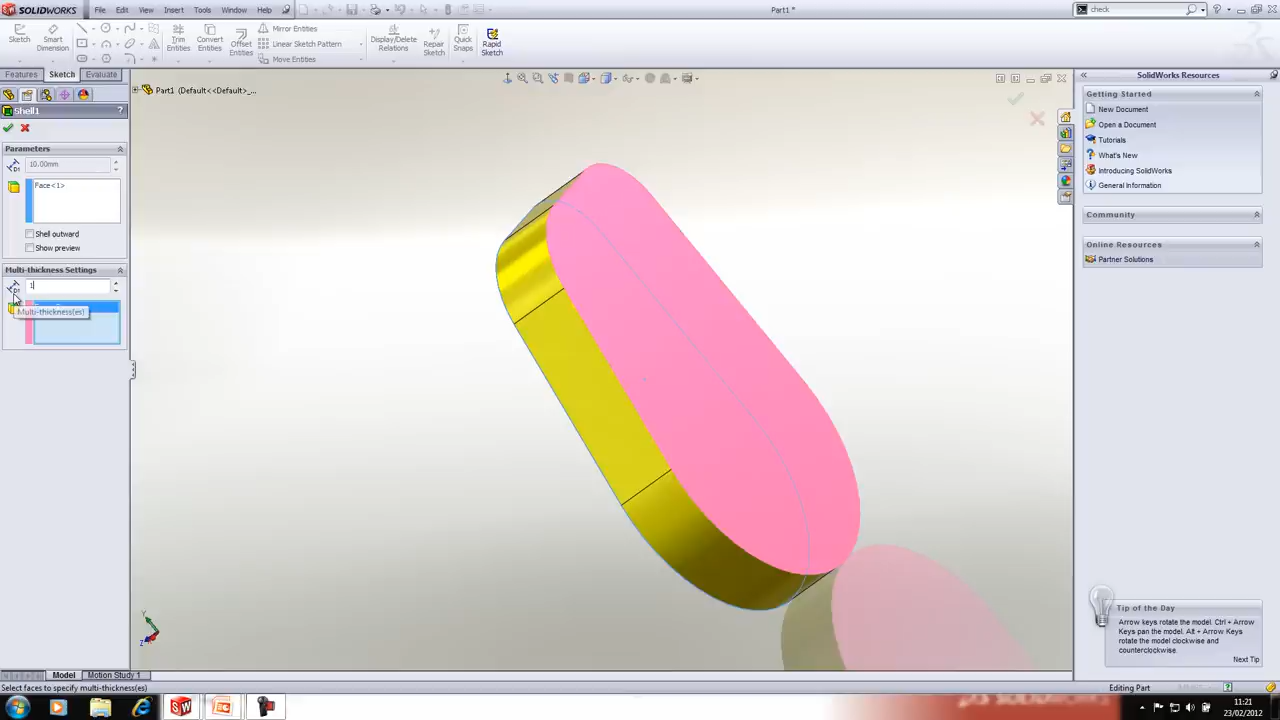 SOLIDWORKS
File Edit View Insert Tools Window Help
Part1 *
check
Sketch
Smart Dimension
Trim Entities
Convert Entities
Offset Entities
Mirror Entities
Linear Sketch Pattern
Move Entities
Display/Delete Relations
Repair Sketch
Quick Snaps
Rapid Sketch
Features Sketch Evaluate
Part1 (Default<<Default>_...
Shell1 ?
Parameters
10.00mm
Face<1>
Shell outward
Show preview
Multi-thickness Settings
1
Multi-thickness(es)
SolidWorks Resources
Getting Started
New Document
Open a Document
Tutorials
What's New
Introducing SolidWorks
General Information
Community
Online Resources
Partner Solutions
Tip of the Day
Arrow keys rotate the model. Ctrl + Arrow
Keys pan the model. Alt + Arrow Keys
rotate the model clockwise and
counterclockwise.
Next Tip
Y
Z
Model Motion Study 1
Select faces to specify multi-thickness(es)
Editing Part
11:21
23/02/2012